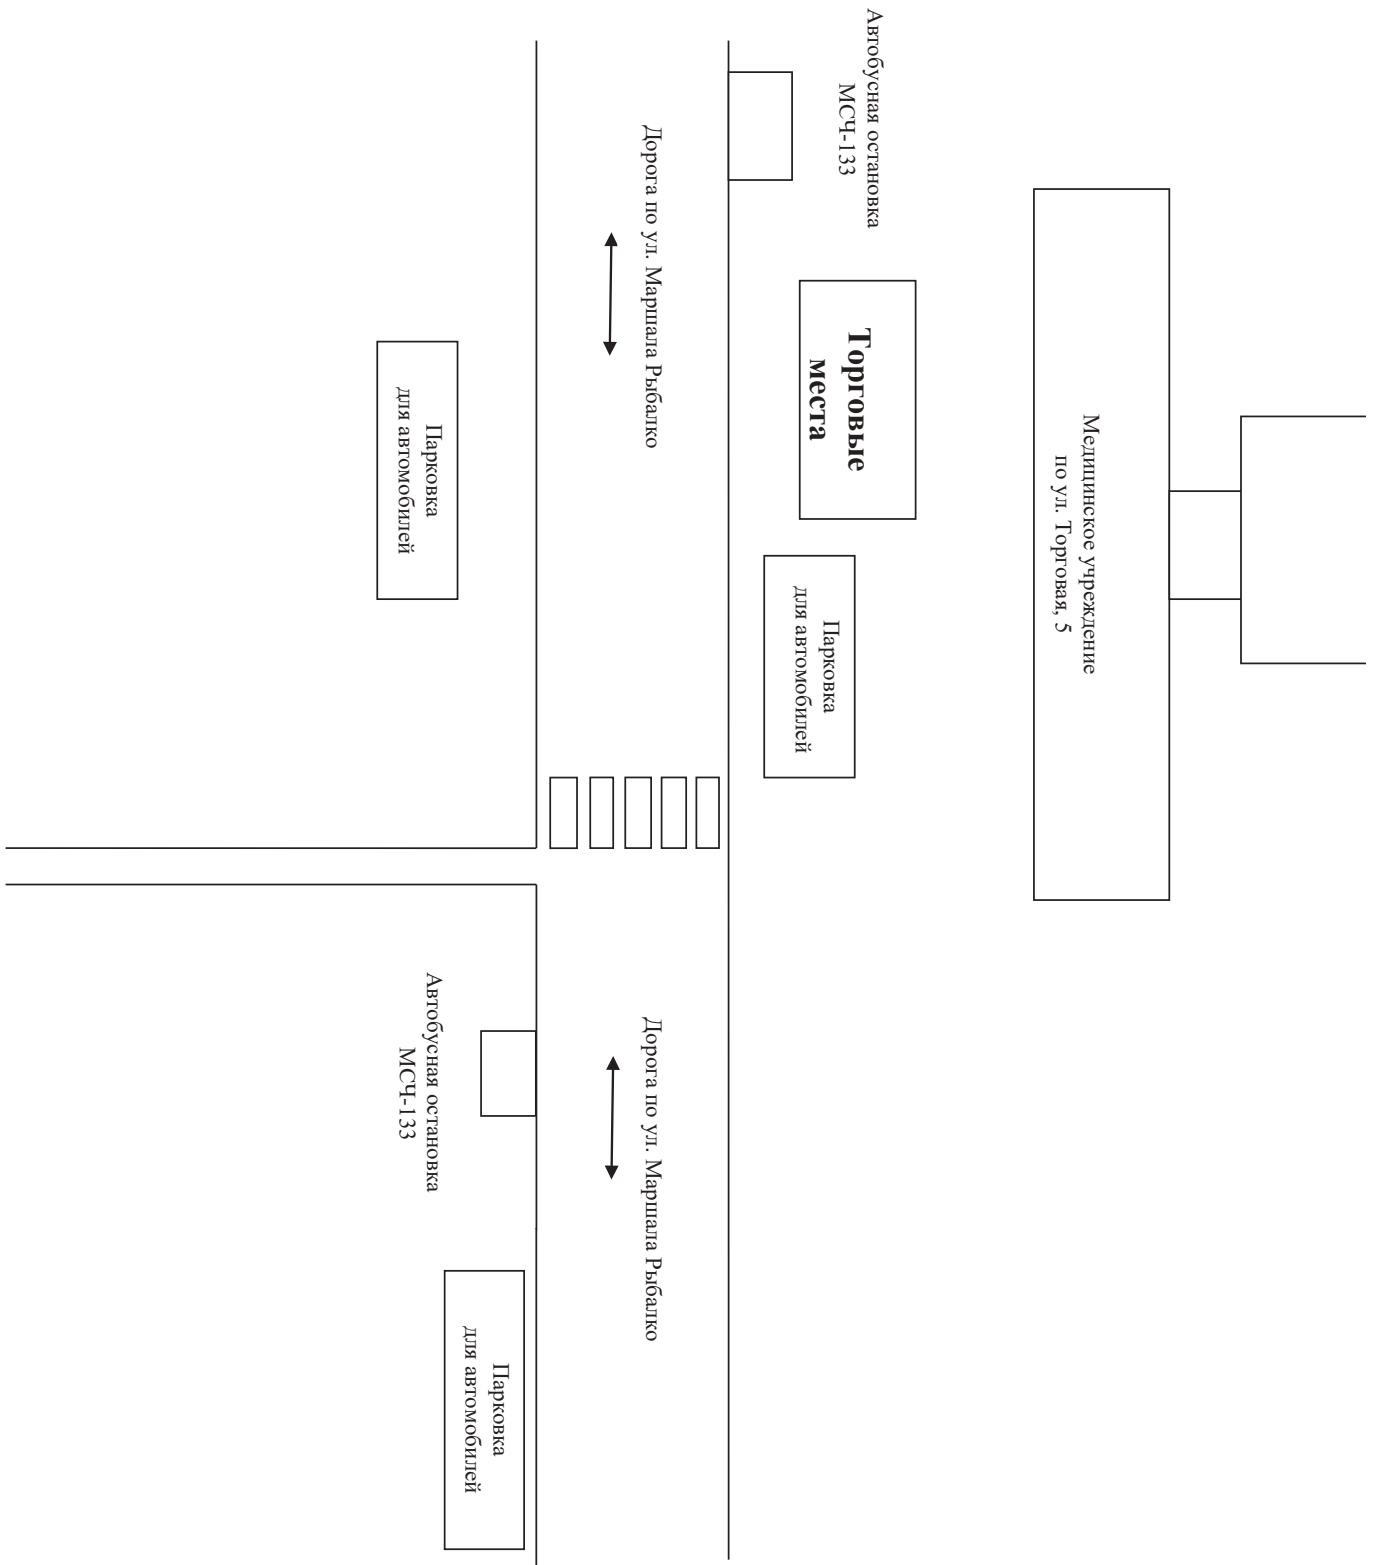 Медицинское учреждение
по ул. Торговая, 5
Автобусная остановка
МСЧ-133
Торговые
места
Парковка
для автомобилей
Дорога по ул. Маршала Рыбалко
Дорога по ул. Маршала Рыбалко
Парковка
для автомобилей
Автобусная остановка
МСЧ-133
Парковка
для автомобилей